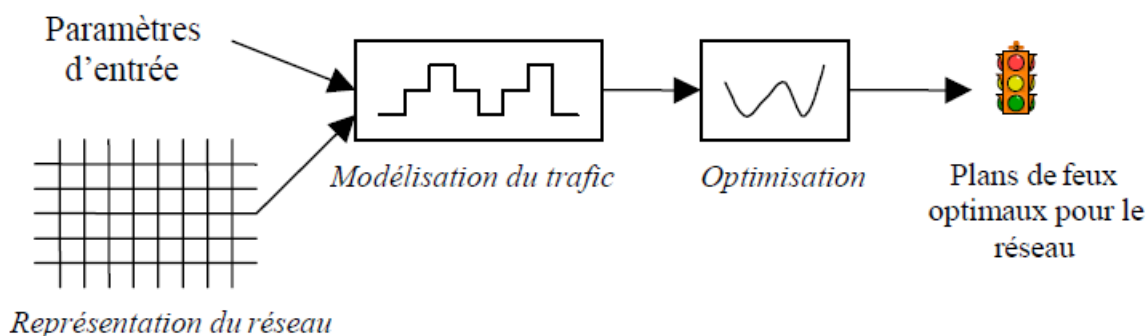 Paramètres
d'entrée
Modélisation du trafic
Optimisation
Plans de feux
optimaux pour le
réseau
Représentation du réseau